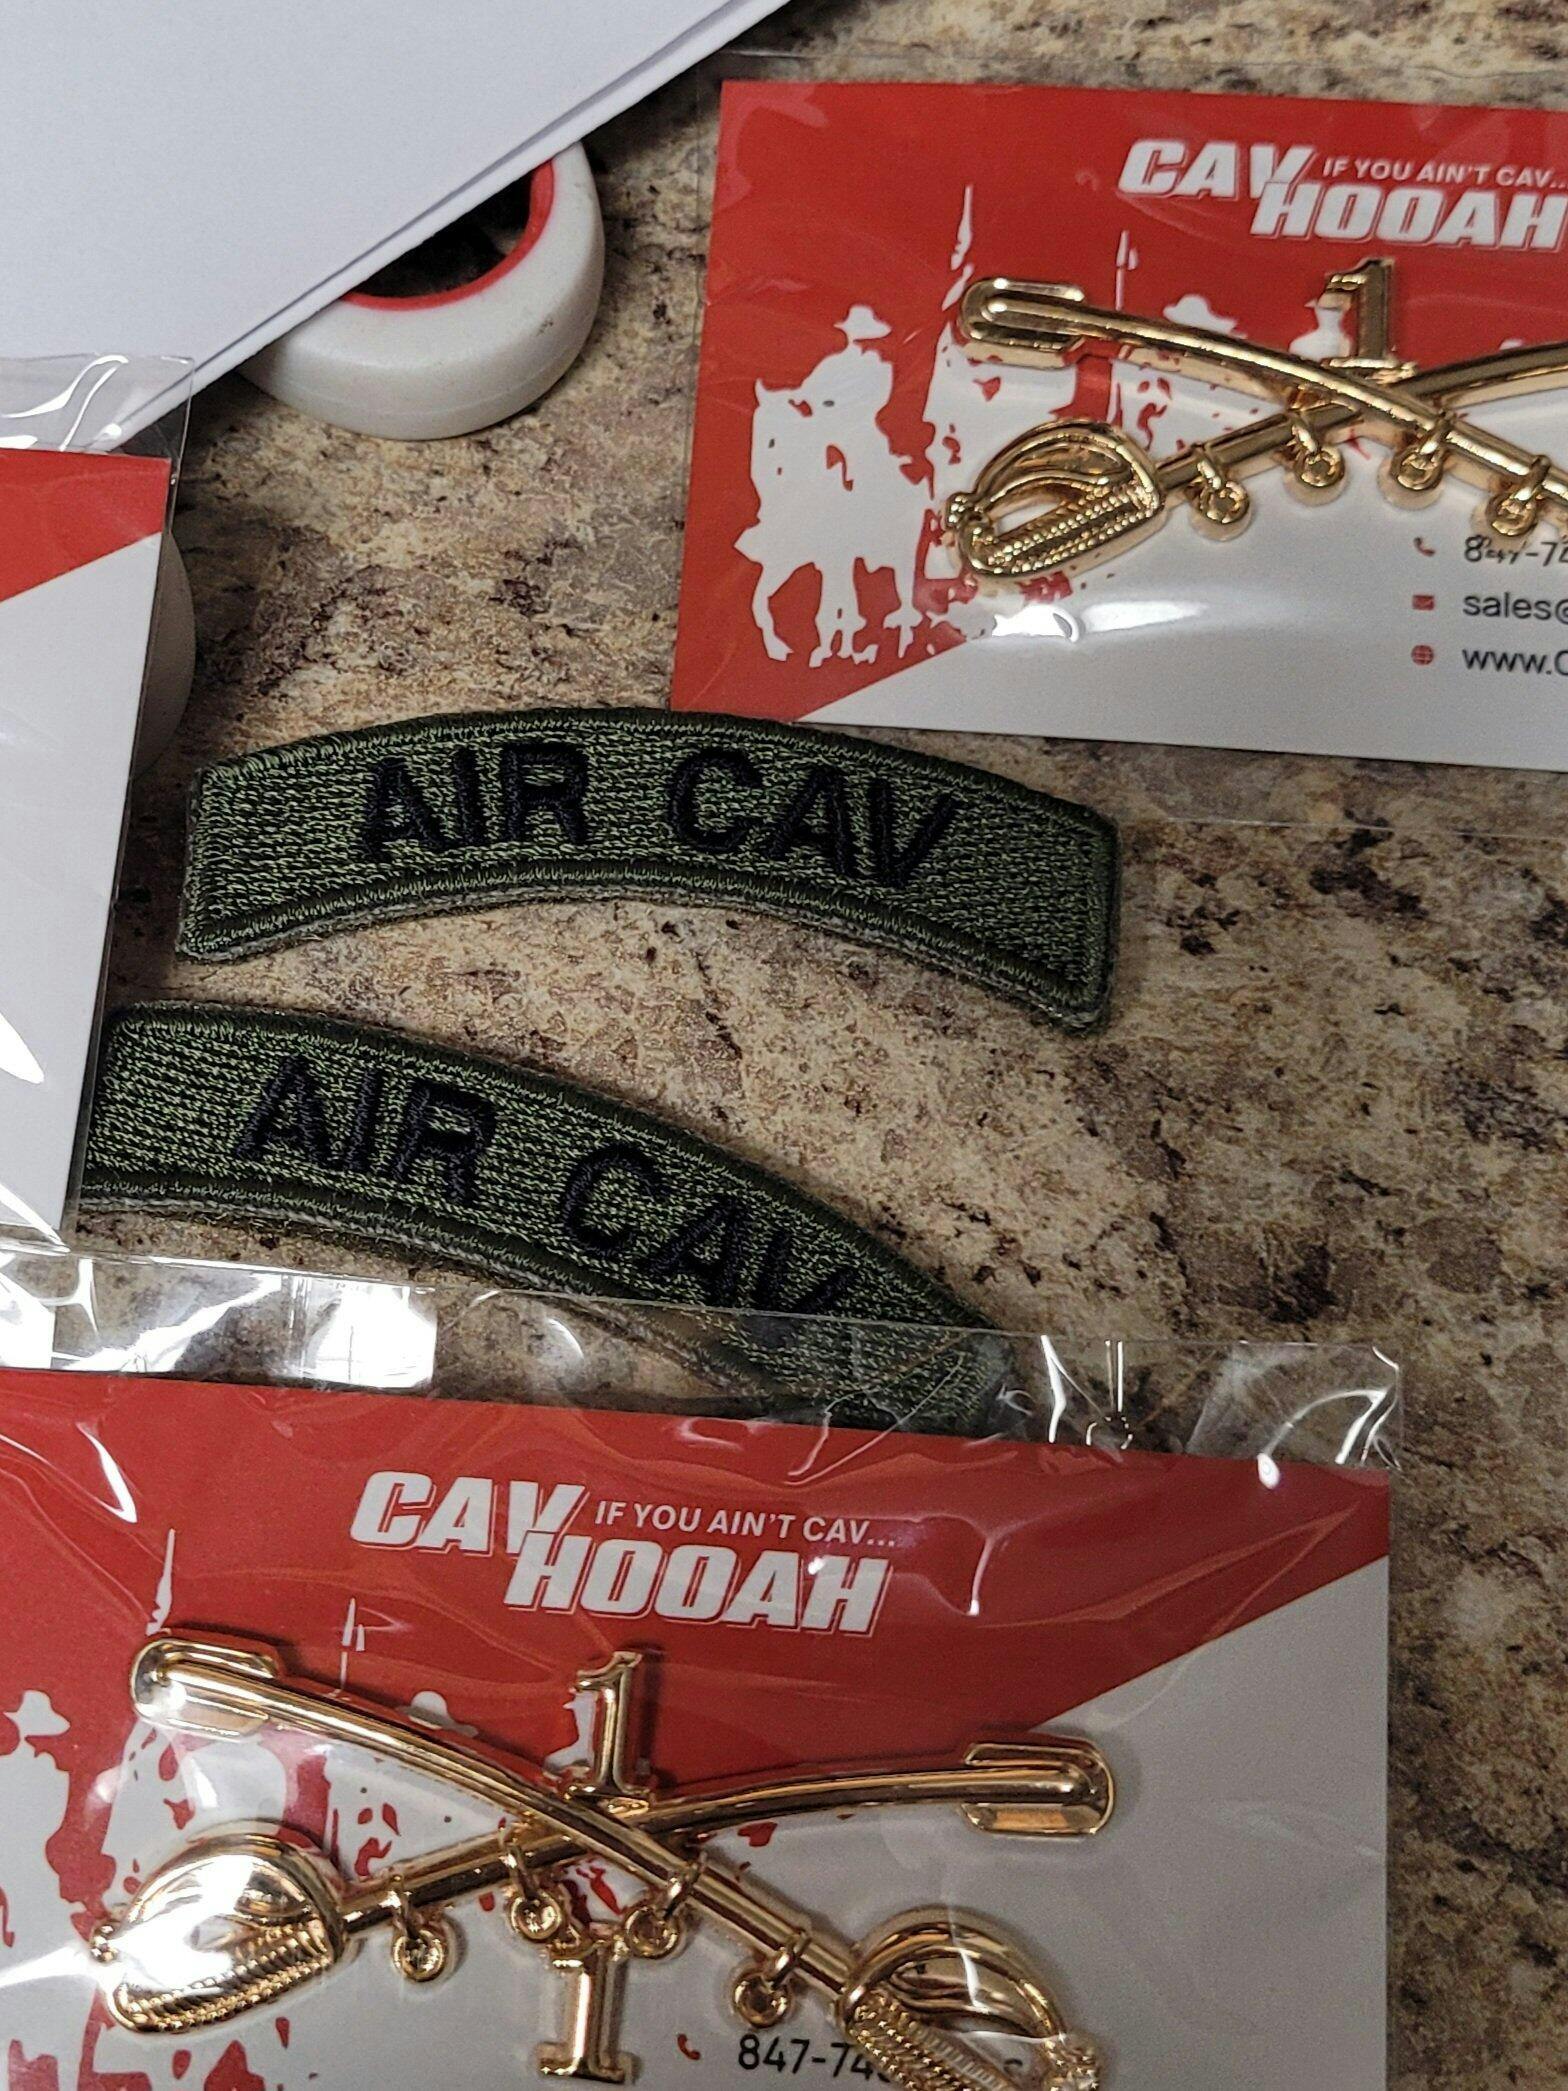 CAV IF YOU AIN'T CAV...
HOOAH
1
sales@
www.
AIR CAV
AIR CAV
CAV IF YOU AIN'T CAV...
HOOAH
1
1
847-74